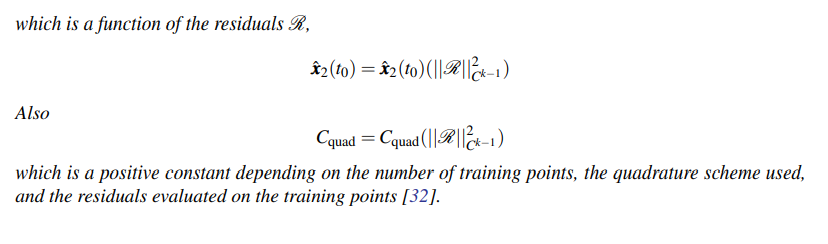 which is a function of the residuals ℛ,
x̂₂(t₀) = x̂₂(t₀)(||ℛ||²_{C^{k−1}})
Also
C_quad = C_quad(||ℛ||²_{C^{k−1}})
which is a positive constant depending on the number of training points, the quadrature scheme used,
and the residuals evaluated on the training points [32].